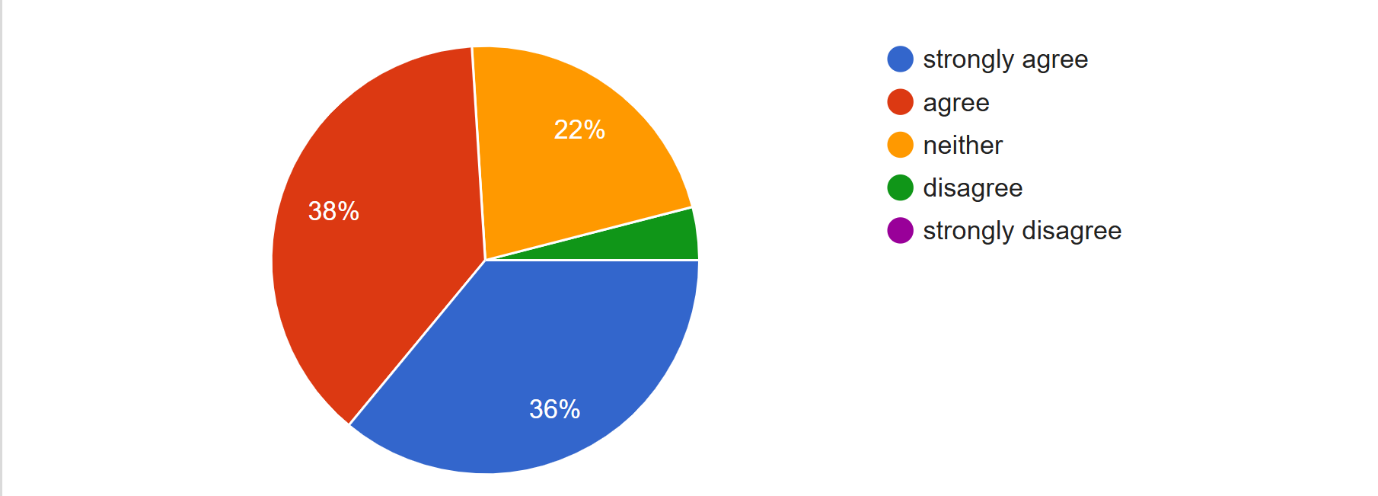 22%
38%
36%
strongly agree
agree
neither
disagree
strongly disagree